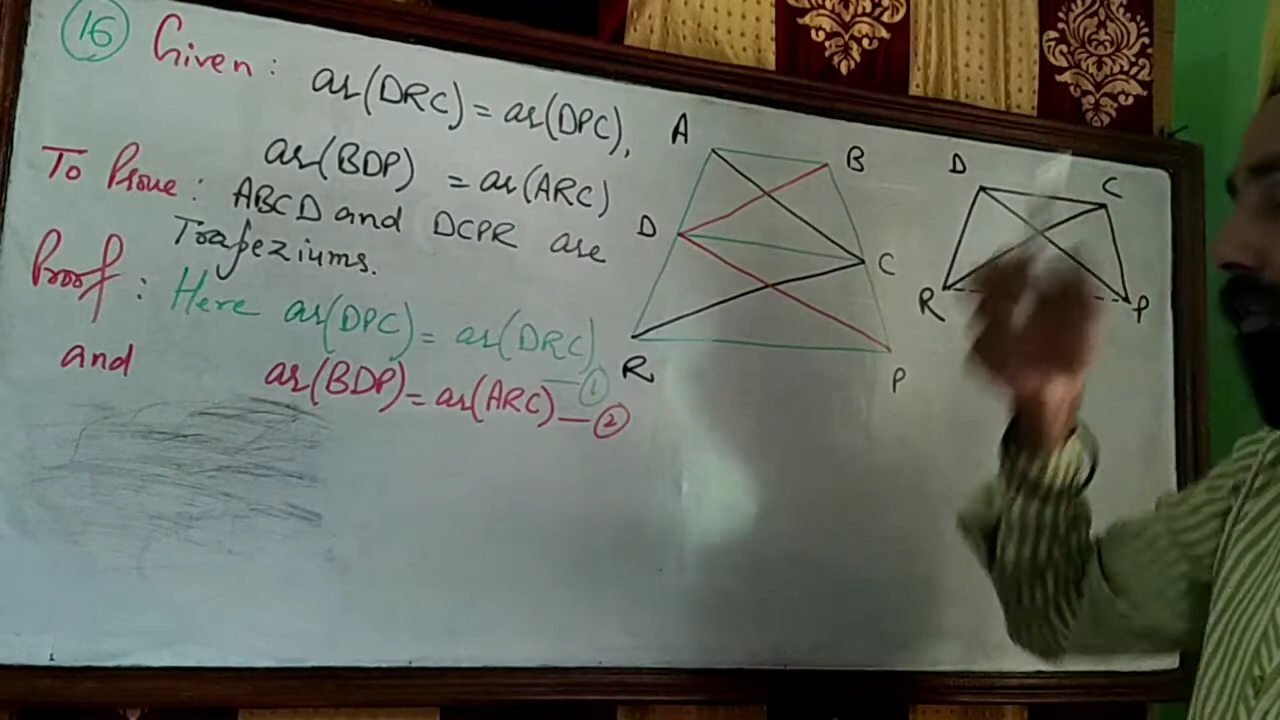 16 Given: ar(DRC) = ar(DPC),
ar(BDP) = ar(ARC)
To Prove: ABCD and DCPR are
Trapeziums.
Proof: Here ar(DPC) = ar(DRC) —①
and ar(BDP) = ar(ARC) —②
A
B
D
C
R
P
D
C
R
P